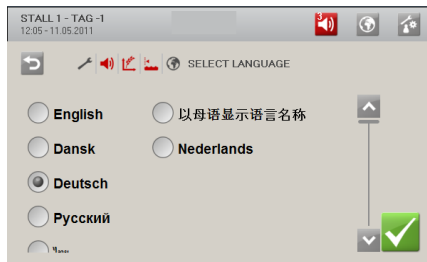 STALL 1 - TAG -1
12:05 - 11.05.2011
3
SELECT LANGUAGE
English
以母语显示语言名称
Dansk
Nederlands
Deutsch
Русский